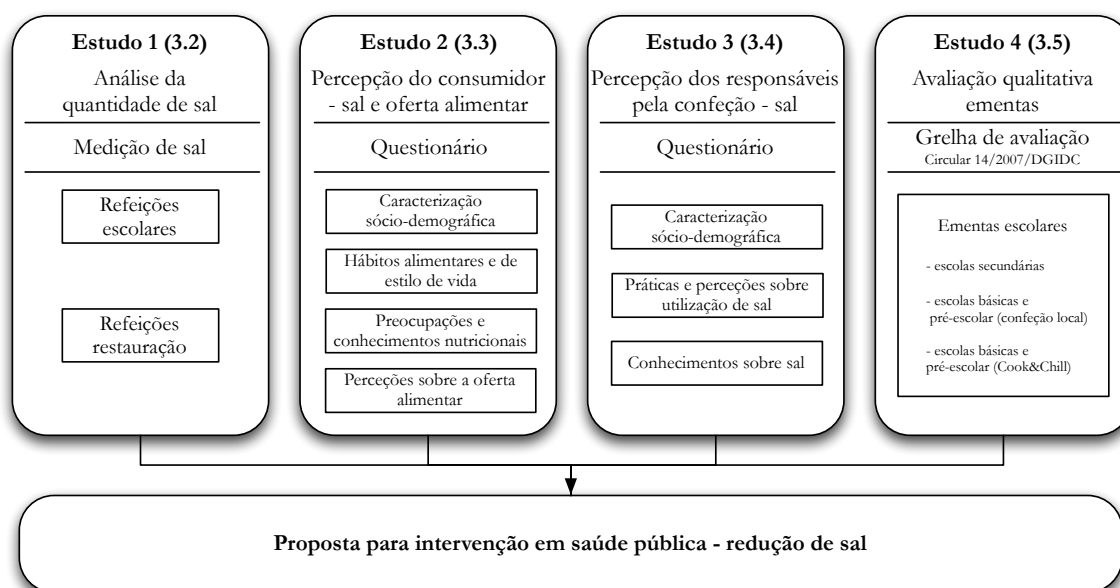 Estudo 1 (3.2)
Análise da
quantidade de sal
Medição de sal
Refeições
escolares
Refeições
restauração
Estudo 2 (3.3)
Percepção do consumidor
- sal e oferta alimentar
Questionário
Caracterização
sócio-demográfica
Hábitos alimentares e de
estilo de vida
Preocupações e
conhecimentos nutricionais
Perceções sobre a oferta
alimentar
Estudo 3 (3.4)
Percepção dos responsáveis
pela confeção - sal
Questionário
Caracterização
sócio-demográfica
Práticas e perceções sobre
utilização de sal
Conhecimentos sobre sal
Estudo 4 (3.5)
Avaliação qualitativa
ementas
Grelha de avaliação
Circular 14/2007/DGIDC
Ementas escolares
- escolas secundárias
- escolas básicas e
pré-escolar (confeção local)
- escolas básicas e
pré-escolar (Cook&Chill)
Proposta para intervenção em saúde pública - redução de sal